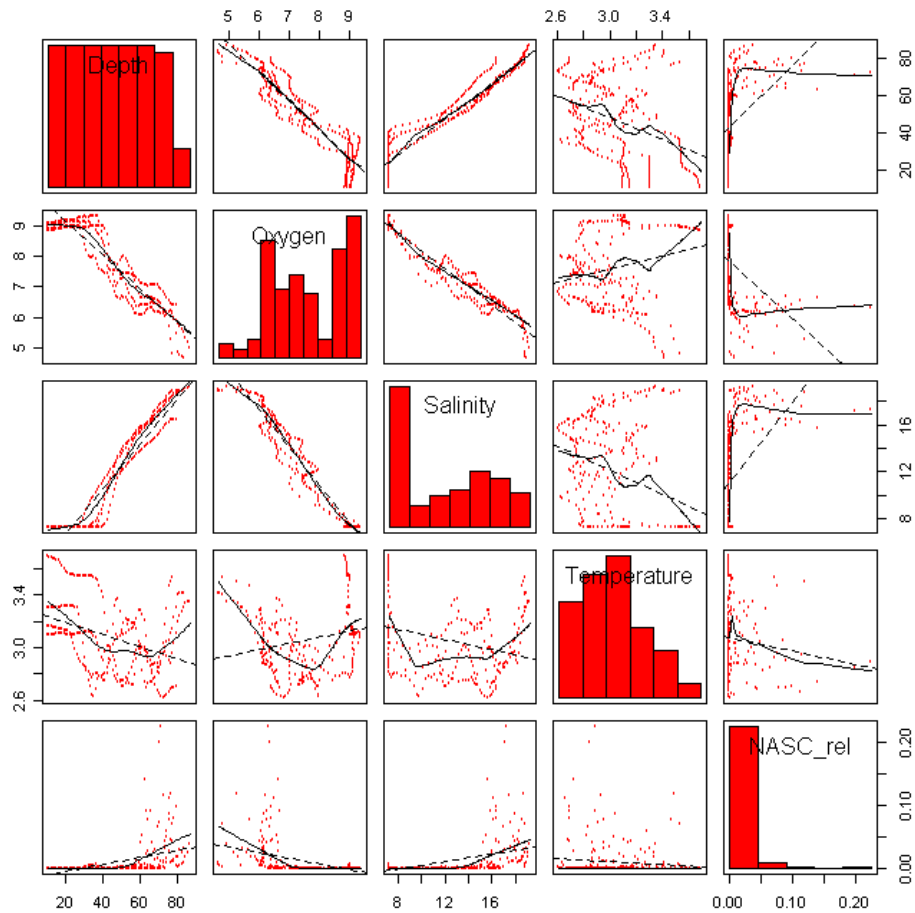 5 6 7 8 9 2.6 3.0 3.4
Depth 20 40 60 80
5 6 7 8 9 Oxygen
Salinity 8 12 16
2.6 3.0 3.4 Temperature
NASC_rel 0.00 0.10 0.20
20 40 60 80 8 12 16 0.00 0.10 0.20